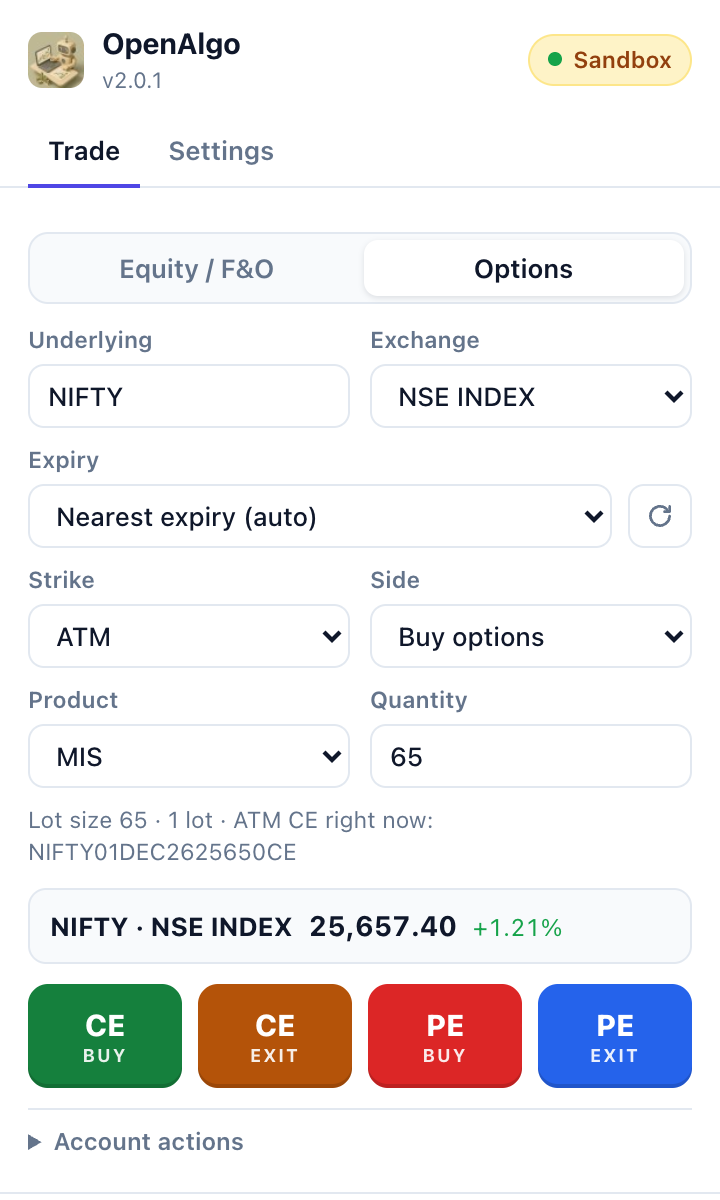 OpenAlgo
v2.0.1
Sandbox
Trade Settings
Equity / F&O Options
Underlying Exchange
NIFTY NSE INDEX
Expiry
Nearest expiry (auto)
Strike Side
ATM Buy options
Product Quantity
MIS 65
Lot size 65 · 1 lot · ATM CE right now:
NIFTY01DEC2625650CE
NIFTY · NSE INDEX 25,657.40 +1.21%
CE CE PE PE
BUY EXIT BUY EXIT
Account actions